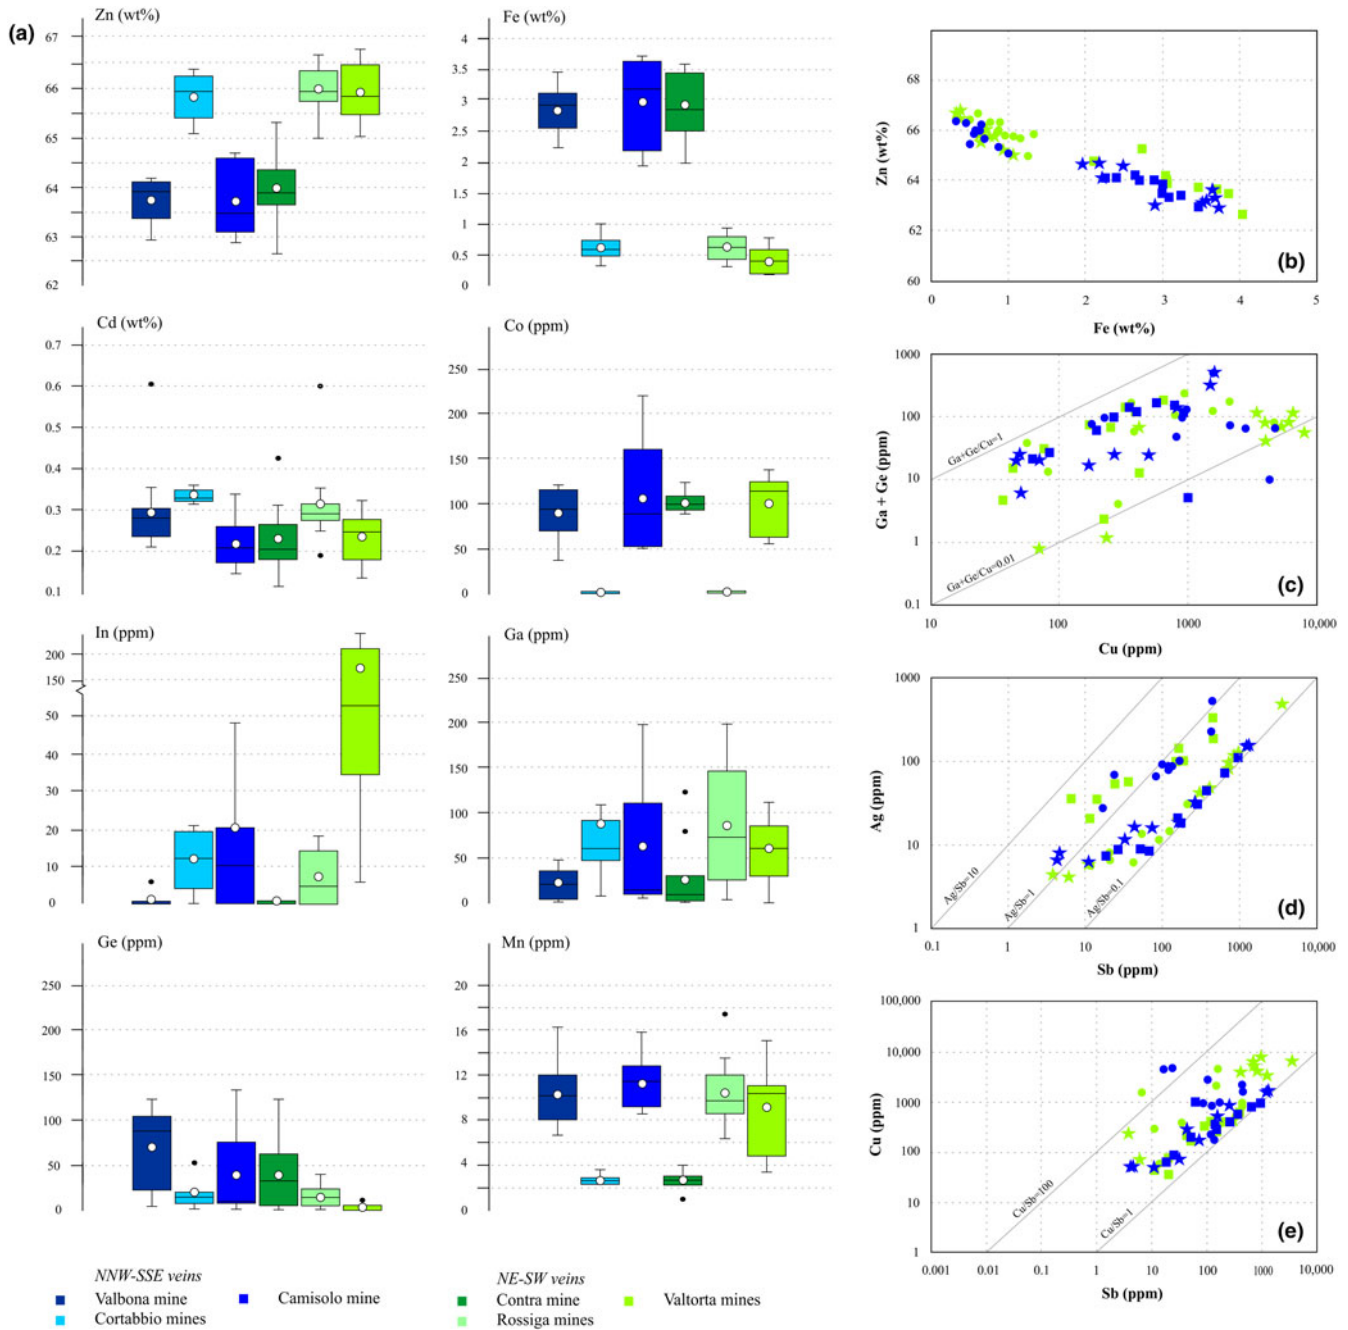 (a)
Zn (wt%)
67
66
65
64
63
62
Fe (wt%)
4
3.5
3
2.5
2
1.5
1
0.5
0
Cd (wt%)
0.7
0.6
0.5
0.4
0.3
0.2
0.1
Co (ppm)
250
200
150
100
50
0
In (ppm)
200
150
50
40
30
20
10
0
Ga (ppm)
250
200
150
100
50
0
Ge (ppm)
250
200
150
100
50
0
Mn (ppm)
20
16
12
8
4
2
0
NNW-SSE veins
Valbona mine
Camisolo mine
Cortabbio mines
NE-SW veins
Contra mine
Valtorta mines
Rossiga mines
Zn (wt%)
68
66
64
62
60
(b)
0 1 2 3 4 5
Fe (wt%)
Ga + Ge (ppm)
1000
100
10
1
0.1
Ga+Ge/Cu=1
Ga+Ge/Cu=0.01
(c)
10 100 1000 10,000
Cu (ppm)
Ag (ppm)
1000
100
10
1
Ag/Sb=10
Ag/Sb=1
Ag/Sb=0.1
(d)
0.1 1 10 100 1000 10,000
Sb (ppm)
Cu (ppm)
100,000
10,000
1000
100
10
1
Cu/Sb=100
Cu/Sb=1
(e)
0.001 0.01 0.1 1 10 100 1000 10,000
Sb (ppm)